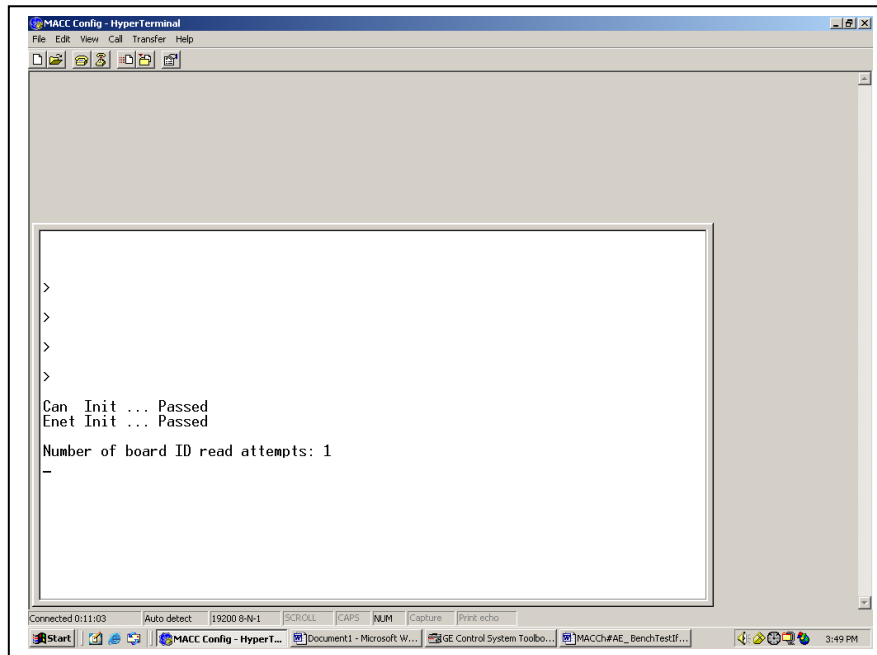 MACC Config - HyperTerminal
File Edit View Call Transfer Help
>
>
>
>
Can Init ... Passed
Enet Init ... Passed
Number of board ID read attempts: 1
_
Connected 0:11:03 Auto detect 19200 8-N-1 SCROLL CAPS NUM Capture Print echo
Start MACC Config - HyperT... Document1 - Microsoft W... GE Control System Toolbo... MACCh#AE_BenchTestIf... 3:49 PM